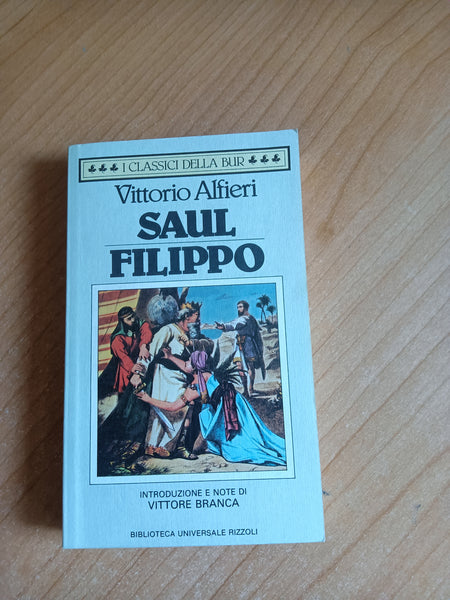 I CLASSICI DELLA BUR
Vittorio Alfieri
SAUL
FILIPPO
INTRODUZIONE E NOTE DI
VITTORE BRANCA
BIBLIOTECA UNIVERSALE RIZZOLI